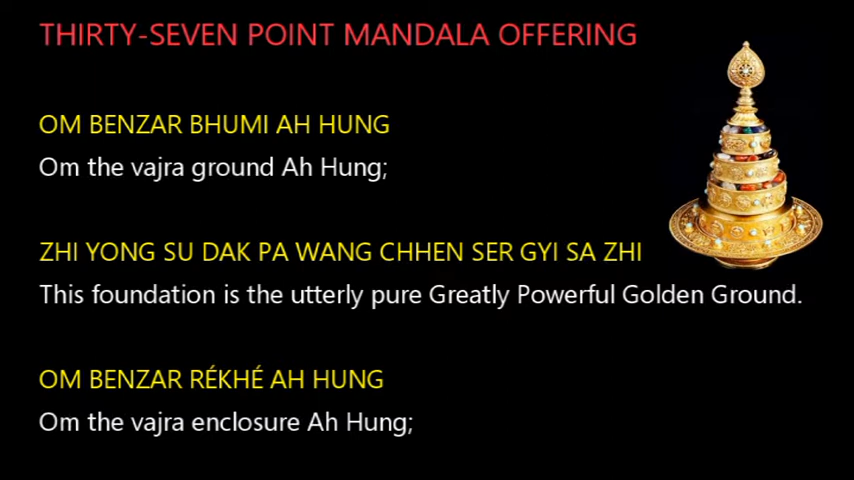 THIRTY-SEVEN POINT MANDALA OFFERING
OM BENZAR BHUMI AH HUNG
Om the vajra ground Ah Hung;
ZHI YONG SU DAK PA WANG CHHEN SER GYI SA ZHI
This foundation is the utterly pure Greatly Powerful Golden Ground.
OM BENZAR RÉKHÉ AH HUNG
Om the vajra enclosure Ah Hung;